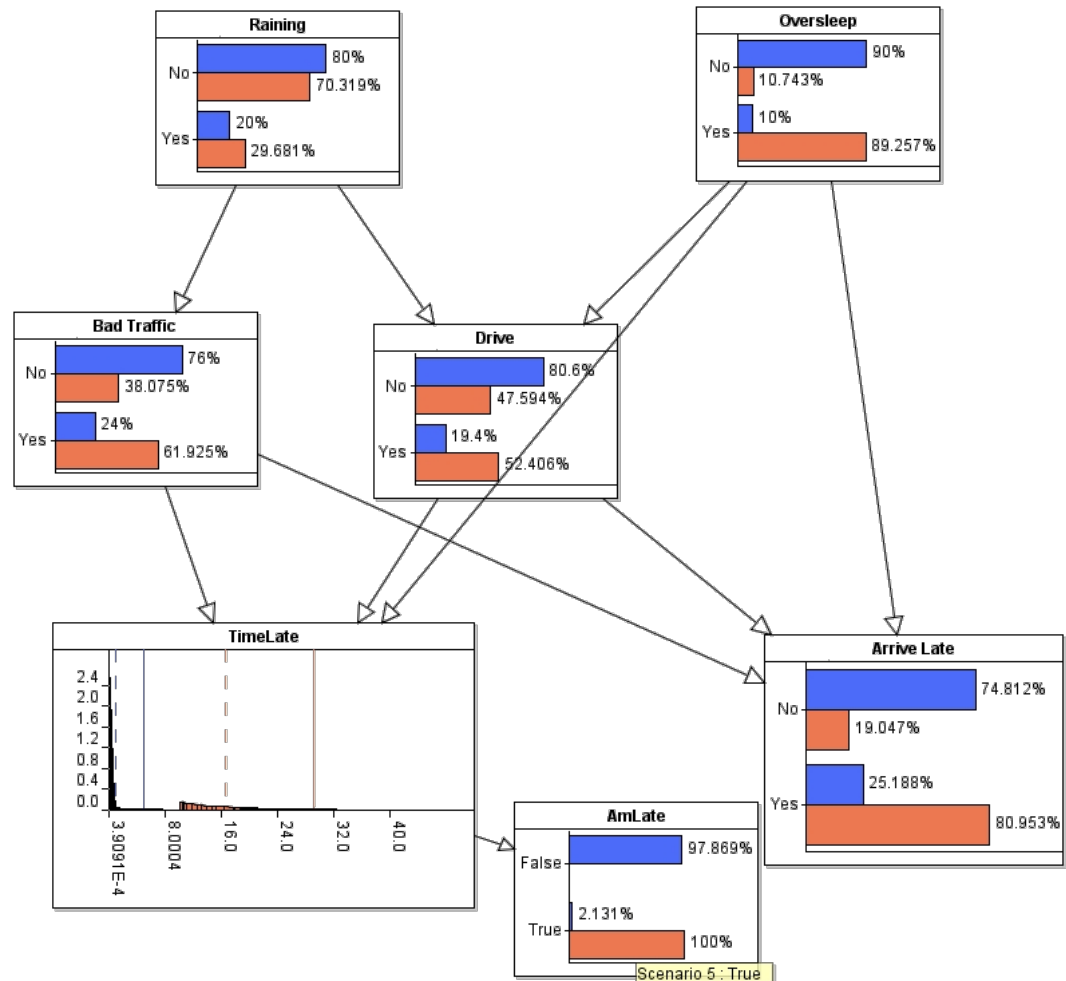 Raining
No
80%
70.319%
Yes
20%
29.681%
Oversleep
No
90%
10.743%
Yes
10%
89.257%
Bad Traffic
No
76%
38.075%
Yes
24%
61.925%
Drive
No
80.6%
47.594%
Yes
19.4%
52.406%
TimeLate
2.4
2.0
1.6
1.2
0.8
0.4
0.0
3.9091E-4
8.0004
16.0
24.0
32.0
40.0
Arrive Late
No
74.812%
19.047%
Yes
25.188%
80.953%
AmLate
False
97.869%
True
2.131%
100%
Scenario 5 : True